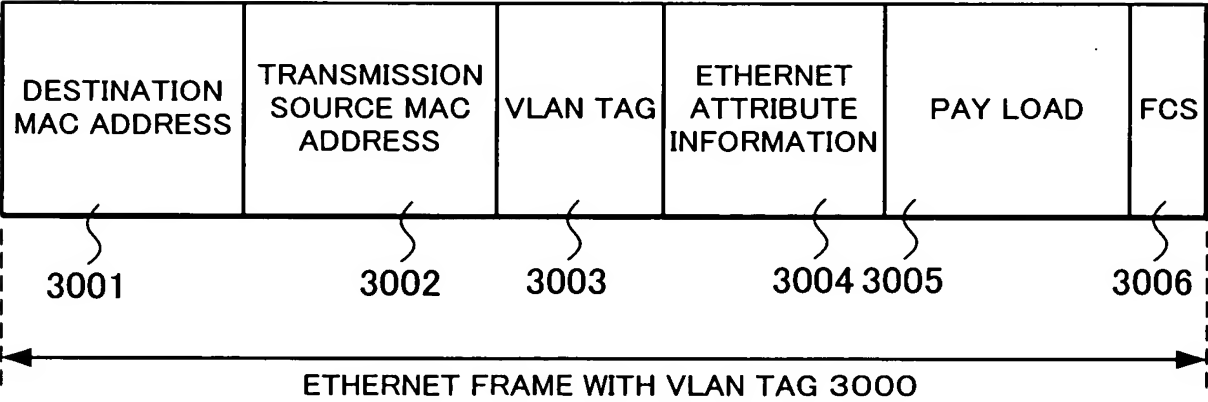 DESTINATION
MAC ADDRESS
TRANSMISSION
SOURCE MAC
ADDRESS
VLAN TAG
ETHERNET
ATTRIBUTE
INFORMATION
PAY LOAD
FCS
3001
3002
3003
3004
3005
3006
ETHERNET FRAME WITH VLAN TAG 3000